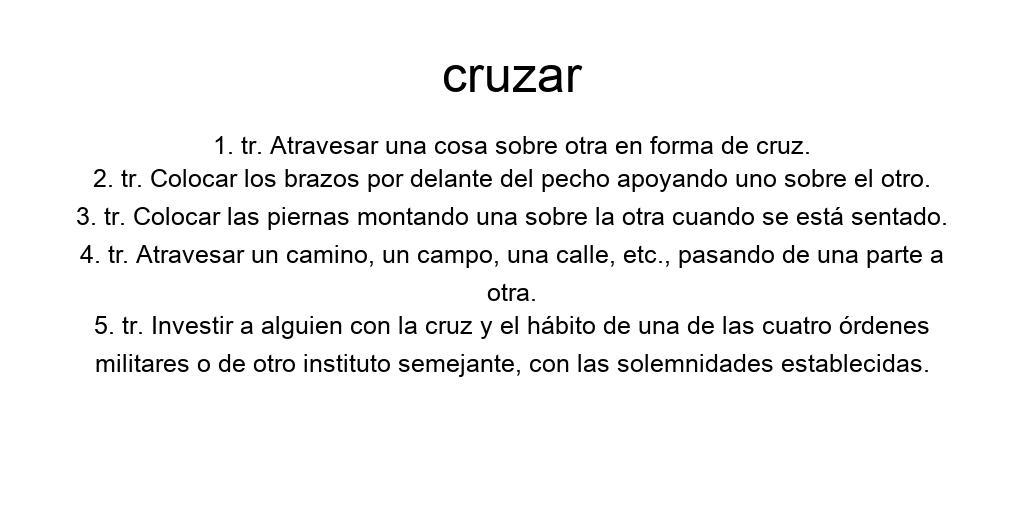 cruzar
1. tr. Atravesar una cosa sobre otra en forma de cruz.
2. tr. Colocar los brazos por delante del pecho apoyando uno sobre el otro.
3. tr. Colocar las piernas montando una sobre la otra cuando se está sentado.
4. tr. Atravesar un camino, un campo, una calle, etc., pasando de una parte a
otra.
5. tr. Investir a alguien con la cruz y el hábito de una de las cuatro órdenes
militares o de otro instituto semejante, con las solemnidades establecidas.